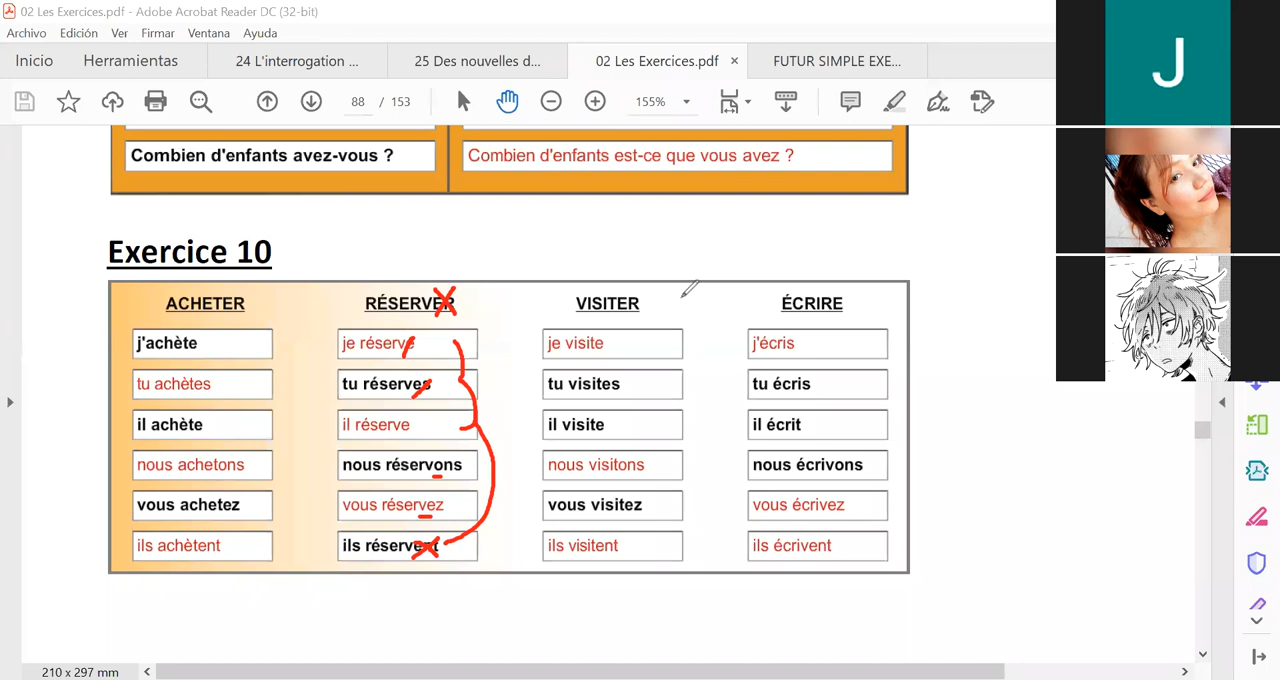 02 Les Exercices.pdf - Adobe Acrobat Reader DC (32-bit)
Archivo Edición Ver Firmar Ventana Ayuda
Inicio Herramientas 24 L'interrogation ... 25 Des nouvelles d... 02 Les Exercices.pdf × FUTUR SIMPLE EXE...
88 / 153 155%
J
Combien d'enfants avez-vous ? Combien d'enfants est-ce que vous avez ?
Exercice 10
ACHETER RÉSERVER VISITER ÉCRIRE
j'achète je réserve je visite j'écris
tu achètes tu réserves tu visites tu écris
il achète il réserve il visite il écrit
nous achetons nous réservons nous visitons nous écrivons
vous achetez vous réservez vous visitez vous écrivez
ils achètent ils réservent ils visitent ils écrivent
210 x 297 mm